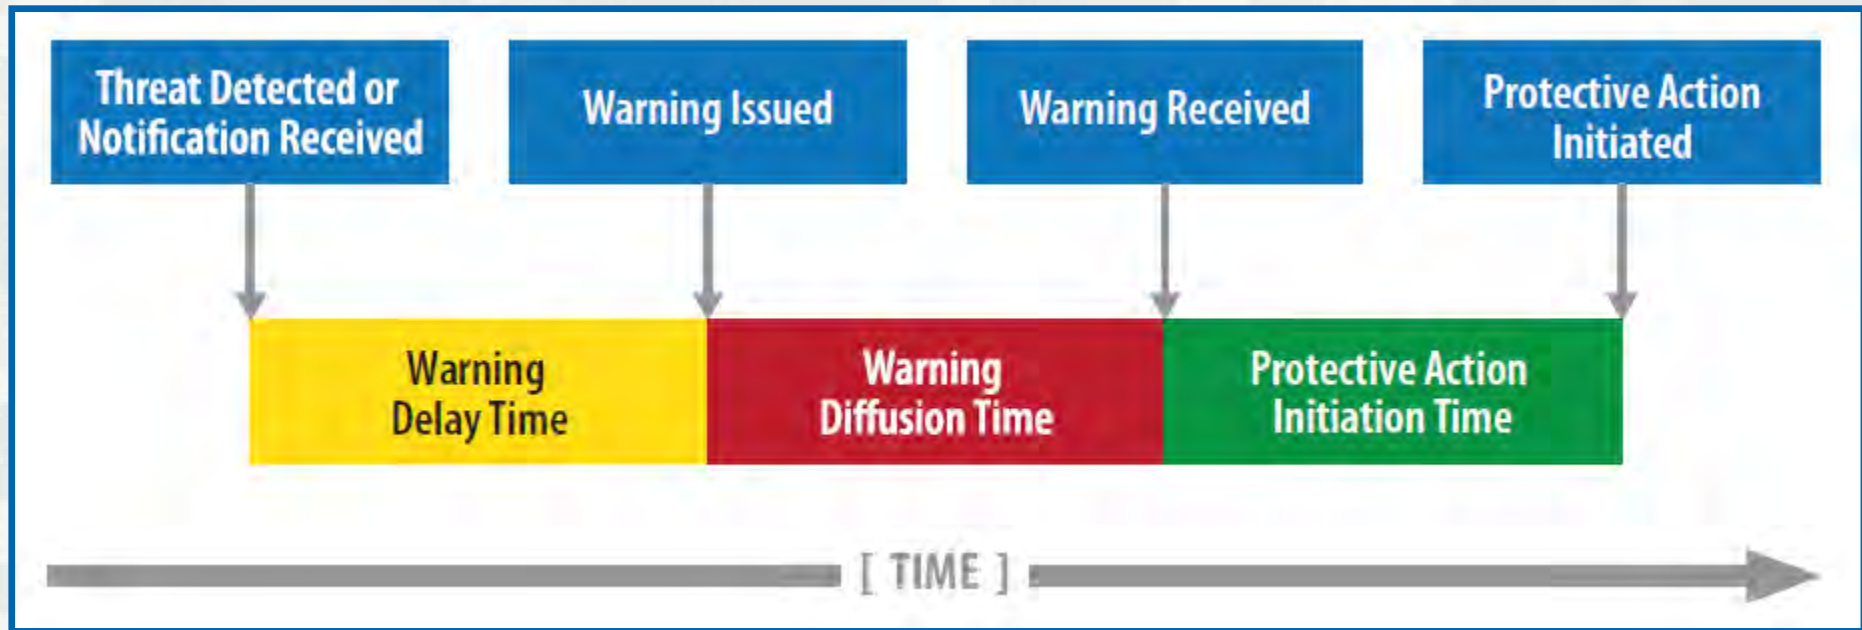 Threat Detected or
Notification Received
Warning Issued
Warning Received
Protective Action
Initiated
Warning
Delay Time
Warning
Diffusion Time
Protective Action
Initiation Time
[ TIME ]